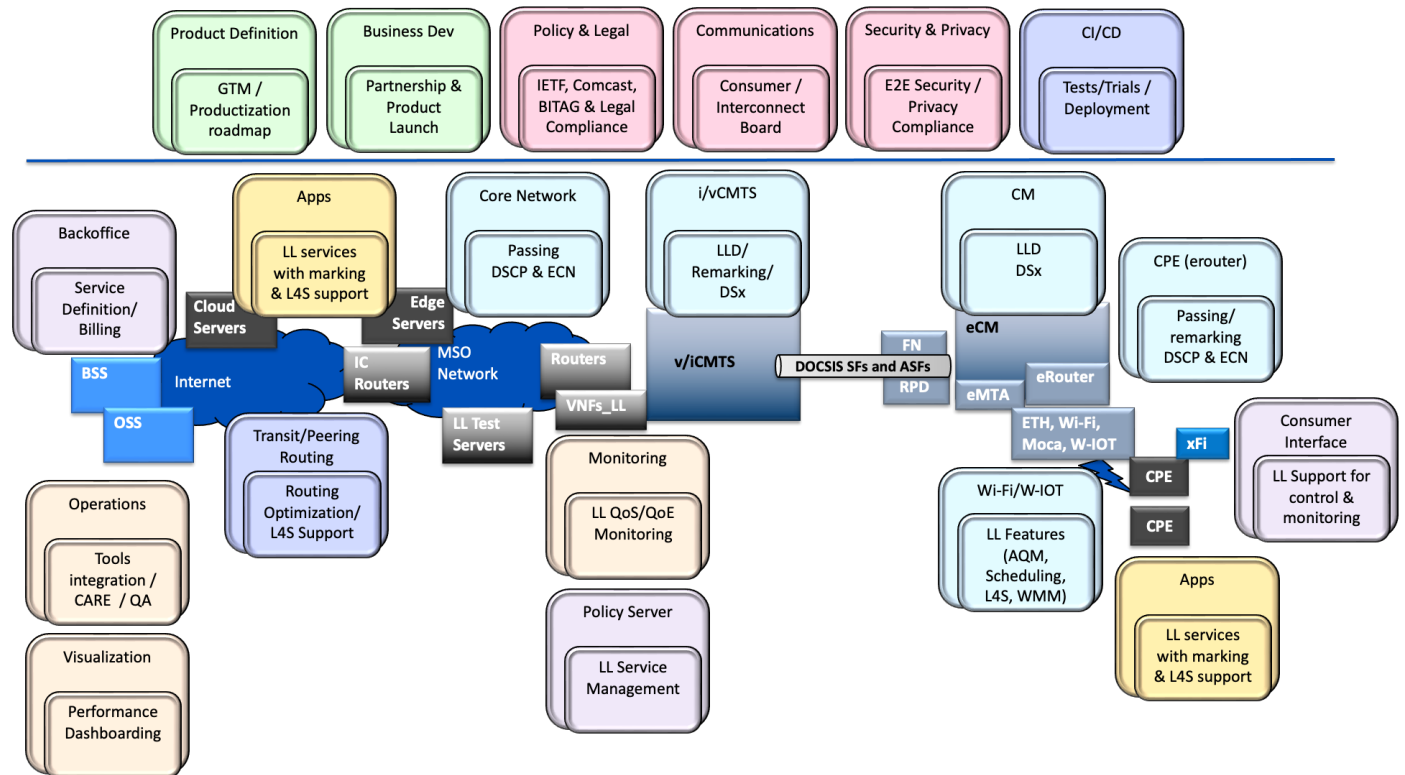 Product Definition
GTM /
Productization
roadmap
Business Dev
Partnership &
Product
Launch
Policy & Legal
IETF, Comcast,
BITAG & Legal
Compliance
Communications
Consumer /
Interconnect
Board
Security & Privacy
E2E Security /
Privacy
Compliance
CI/CD
Tests/Trials /
Deployment
Backoffice
Service
Definition/
Billing
Apps
LL services
with marking
& L4S support
Core Network
Passing
DSCP & ECN
i/vCMTS
LLD/
Remarking/
DSx
CM
LLD
DSx
CPE (erouter)
Passing/
remarking
DSCP & ECN
Cloud
Servers
Edge
Servers
BSS
OSS
Internet
IC
Routers
MSO
Network
Routers
VNFs_LL
LL Test
Servers
v/iCMTS
DOCSIS SFs and ASFs
FN
RPD
eCM
eMTA
eRouter
ETH, Wi-Fi,
Moca, W-IOT
CPE
xFi
CPE
Consumer
Interface
LL Support for
control &
monitoring
Operations
Tools
integration /
CARE / QA
Transit/Peering
Routing
Routing
Optimization/
L4S Support
Monitoring
LL QoS/QoE
Monitoring
Wi-Fi/W-IOT
LL Features
(AQM,
Scheduling,
L4S, WMM)
Apps
LL services
with marking
& L4S support
Visualization
Performance
Dashboarding
Policy Server
LL Service
Management